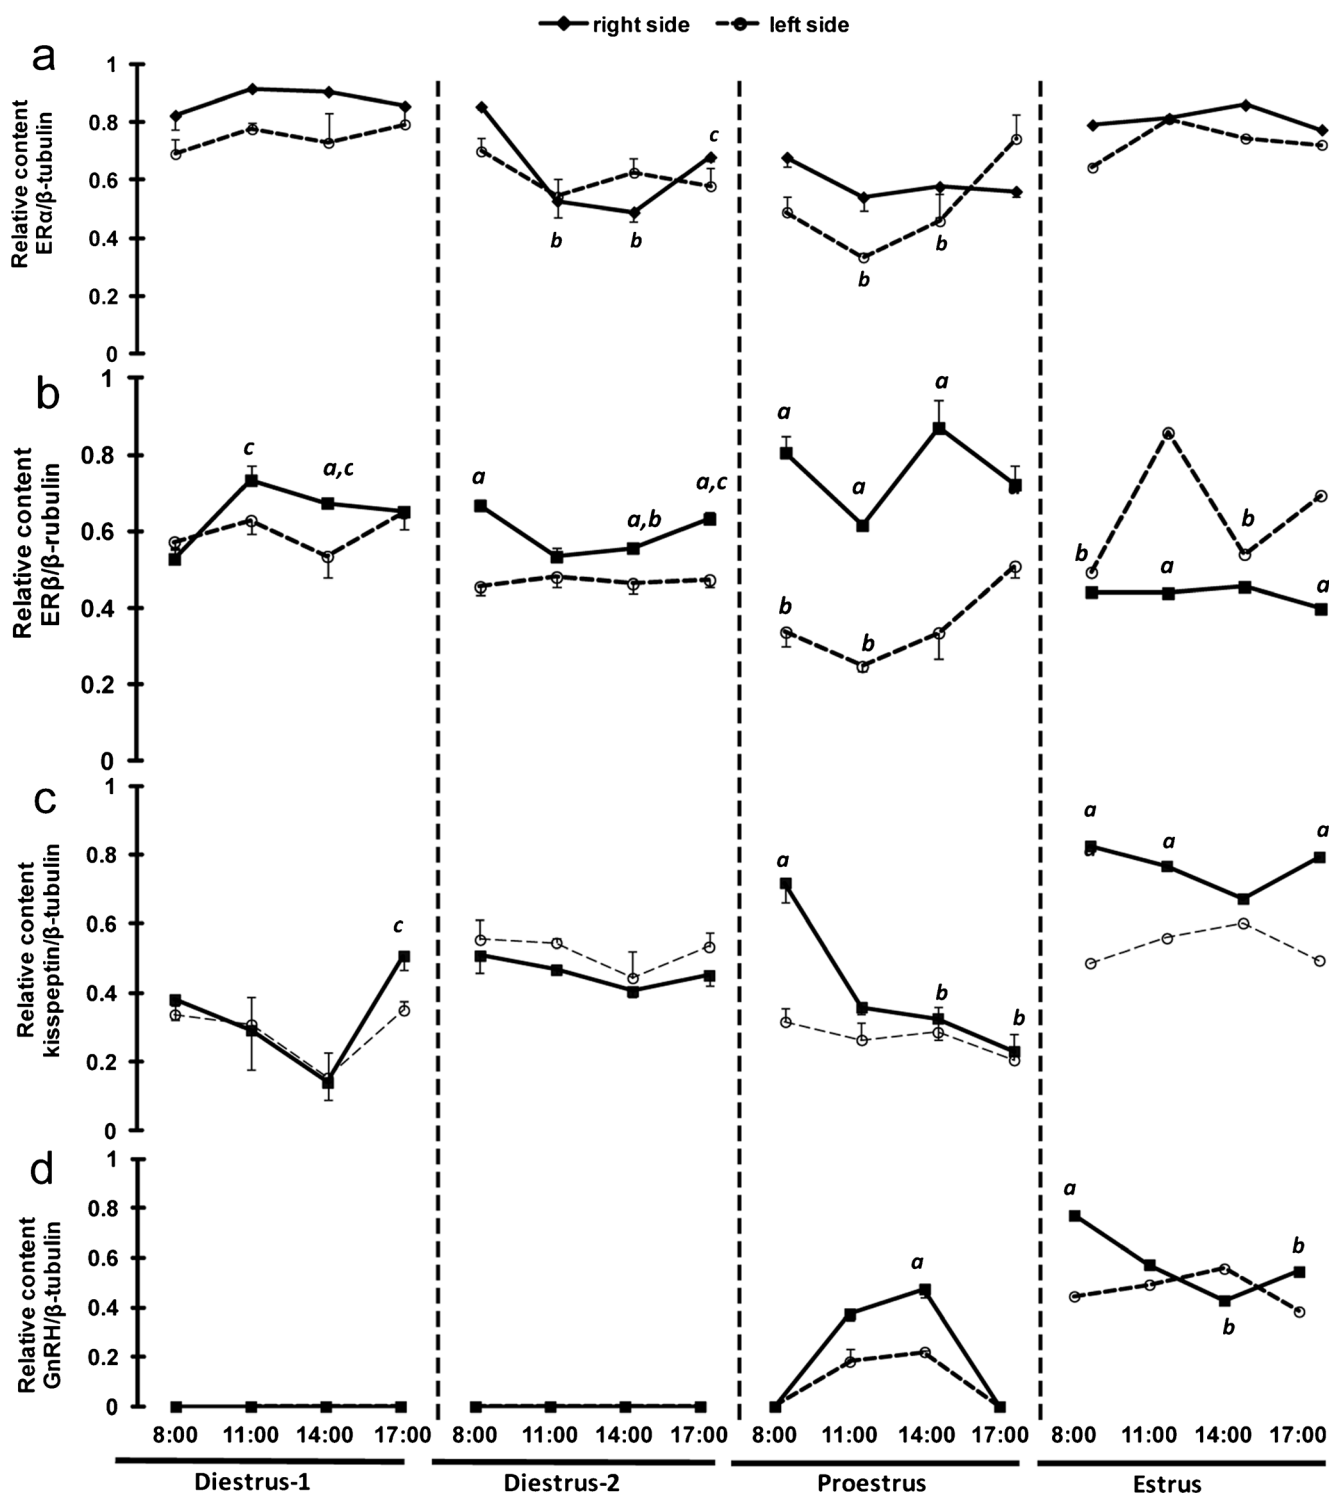 right side left side
a
1
0.8
0.6
0.4
0.2
0
Relative content
ERα/β-tubulin
c
b b
b b
b
1
0.8
0.6
0.4
0.2
0
Relative content
ERβ/β-rubulin
c a,c
a a,b a,c
a a a
b b
b a b a
c
1
0.8
0.6
0.4
0.2
0
Relative content
kisspeptin/β-tubulin
c
a b b
a a a
d
1
0.8
0.6
0.4
0.2
0
Relative content
GnRH/β-tubulin
a
a b b
8:00 11:00 14:00 17:00 8:00 11:00 14:00 17:00 8:00 11:00 14:00 17:00 8:00 11:00 14:00 17:00
Diestrus-1 Diestrus-2 Proestrus Estrus